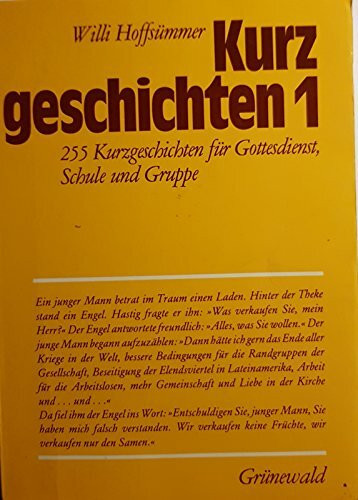 Willi Hoffsümmer
Kurz
geschichten 1
255 Kurzgeschichten für Gottesdienst,
Schule und Gruppe
Ein junger Mann betrat im Traum einen Laden. Hinter der Theke
stand ein Engel. Hastig fragte er ihn: »Was verkaufen Sie, mein
Herr?« Der Engel antwortete freundlich: »Alles, was Sie wollen.« Der
junge Mann begann aufzuzählen: »Dann hätte ich gern das Ende aller
Kriege in der Welt, bessere Bedingungen für die Randgruppen der
Gesellschaft, Beseitigung der Elendsviertel in Lateinamerika, Arbeit
für die Arbeitslosen, mehr Gemeinschaft und Liebe in der Kirche
und . . . und . . .«
Da fiel ihm der Engel ins Wort: »Entschuldigen Sie, junger Mann, Sie
haben mich falsch verstanden. Wir verkaufen keine Früchte, wir
verkaufen nur den Samen.«
Grünewald